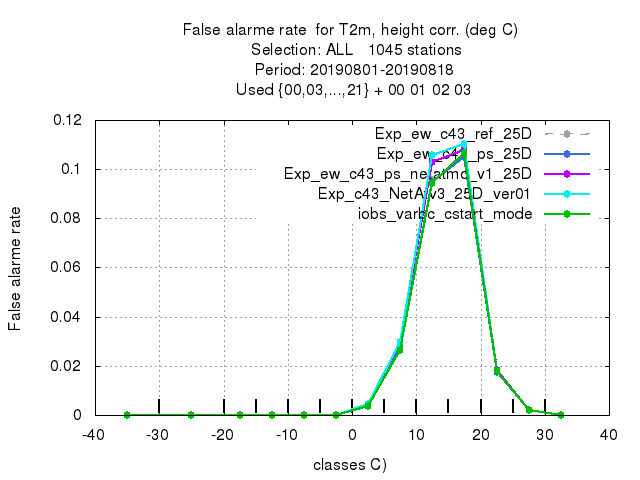 False alarme rate for T2m, height corr. (deg C)
Selection: ALL 1045 stations
Period: 20190801-20190818
Used {00,03,...,21} + 00 01 02 03
Exp_ew_c43_ref_25D
Exp_ew_c43_ps_25D
Exp_ew_c43_ps_netatmo_v1_25D
Exp_c43_NetA_v3_25D_ver01
iobs_varbc_cstart_mode
0.12
0.1
0.08
0.06
0.04
0.02
0
False alarme rate
-40 -30 -20 -10 0 10 20 30 40
classes C)